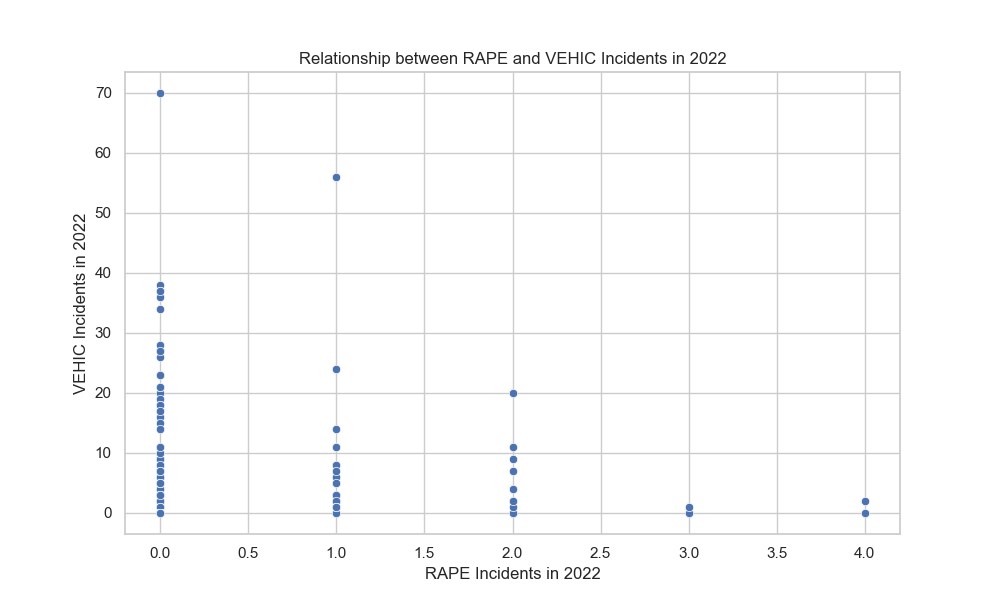 Relationship between RAPE and VEHIC Incidents in 2022
VEHIC Incidents in 2022
70
60
50
40
30
20
10
0
0.0 0.5 1.0 1.5 2.0 2.5 3.0 3.5 4.0
RAPE Incidents in 2022